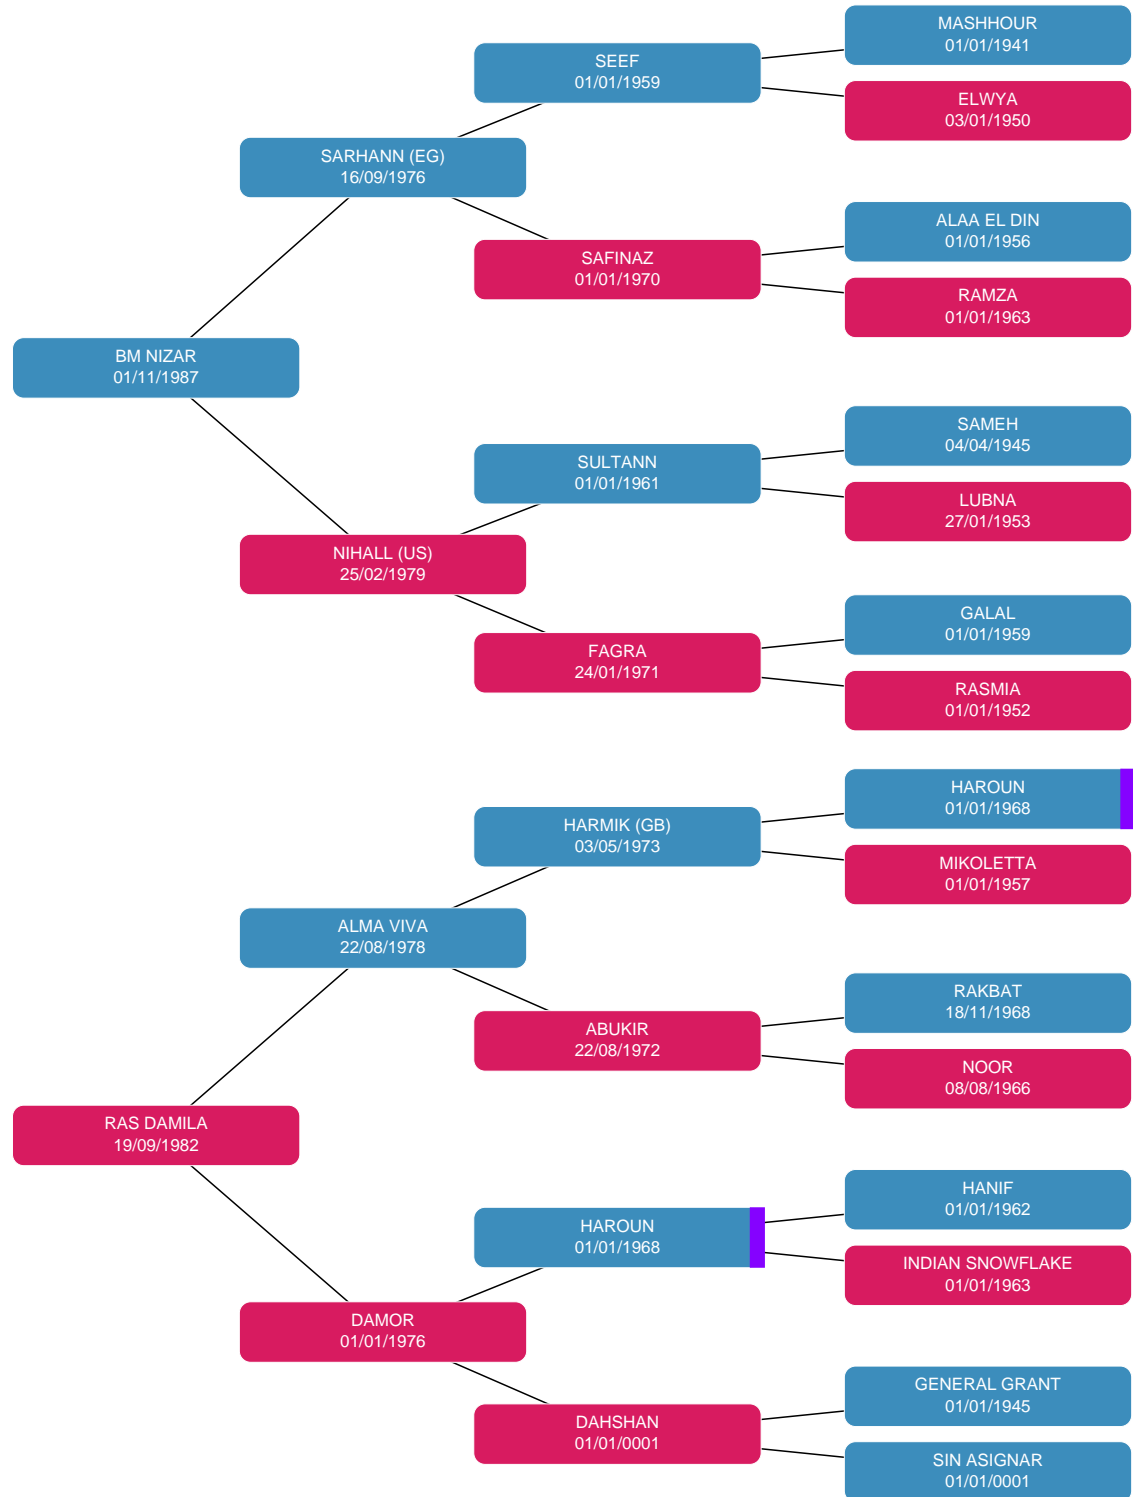 MASHHOUR
01/01/1941
SEEF
01/01/1959
ELWYA
03/01/1950
SARHANN (EG)
16/09/1976
ALAA EL DIN
01/01/1956
SAFINAZ
01/01/1970
RAMZA
01/01/1963
BM NIZAR
01/11/1987
SAMEH
04/04/1945
SULTANN
01/01/1961
LUBNA
27/01/1953
NIHALL (US)
25/02/1979
GALAL
01/01/1959
FAGRA
24/01/1971
RASMIA
01/01/1952
HAROUN
01/01/1968
HARMIK (GB)
03/05/1973
MIKOLETTA
01/01/1957
ALMA VIVA
22/08/1978
RAKBAT
18/11/1968
ABUKIR
22/08/1972
NOOR
08/08/1966
RAS DAMILA
19/09/1982
HANIF
01/01/1962
HAROUN
01/01/1968
INDIAN SNOWFLAKE
01/01/1963
DAMOR
01/01/1976
GENERAL GRANT
01/01/1945
DAHSHAN
01/01/0001
SIN ASIGNAR
01/01/0001